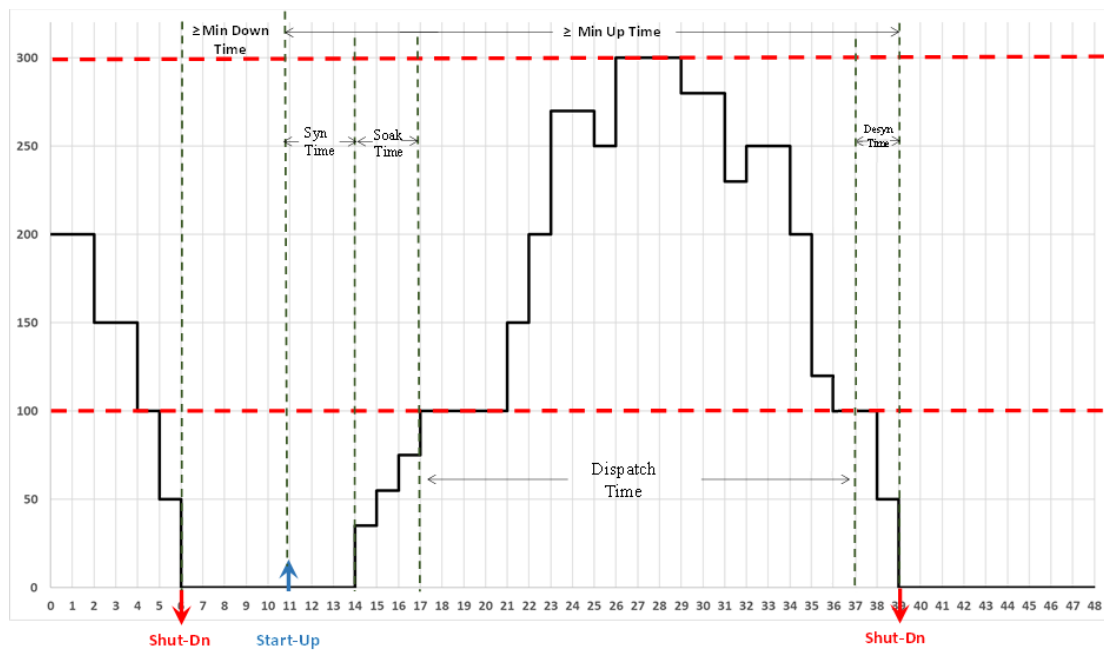 ≥Min Down
Time
≥ Min Up Time
300
250
200
150
100
50
0
Syn
Time
Soak
Time
Desyn
Time
Dispatch
Time
0 1 2 3 4 5 6 7 8 9 10 11 12 13 14 15 16 17 18 19 20 21 22 23 24 25 26 27 28 29 30 31 32 33 34 35 36 37 38 39 40 41 42 43 44 45 46 47 48
Shut-Dn
Start-Up
Shut-Dn